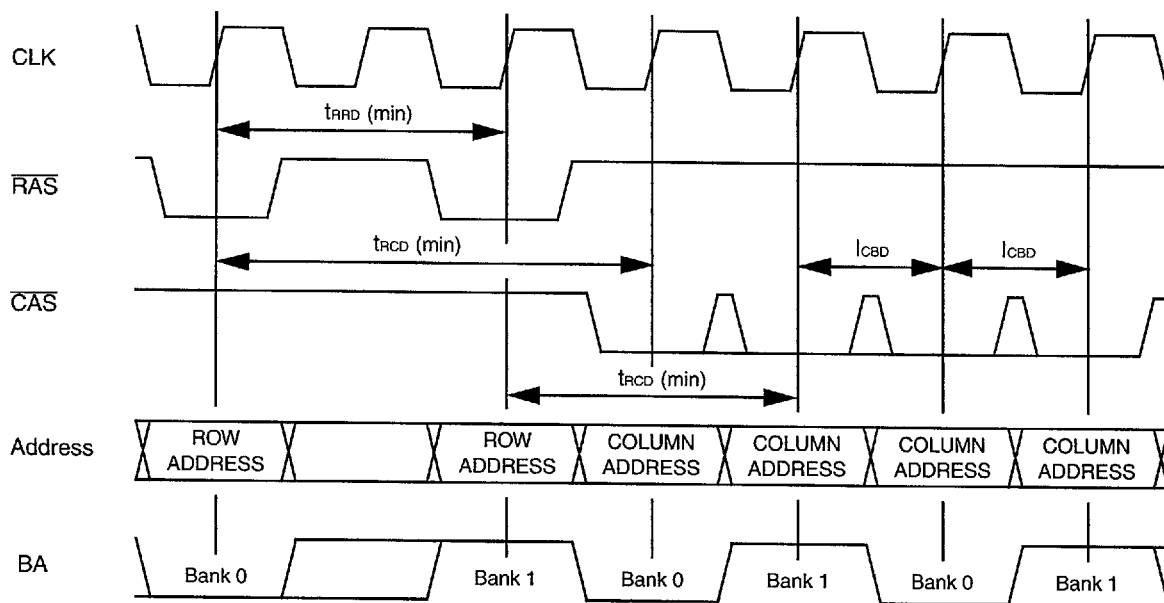 CLK
tRRD (min)
RAS
tRCD (min)
ICBD
ICBD
CAS
tRCD (min)
Address
ROW
ADDRESS
ROW
ADDRESS
COLUMN
ADDRESS
COLUMN
ADDRESS
COLUMN
ADDRESS
COLUMN
ADDRESS
BA
Bank 0
Bank 1
Bank 0
Bank 1
Bank 0
Bank 1